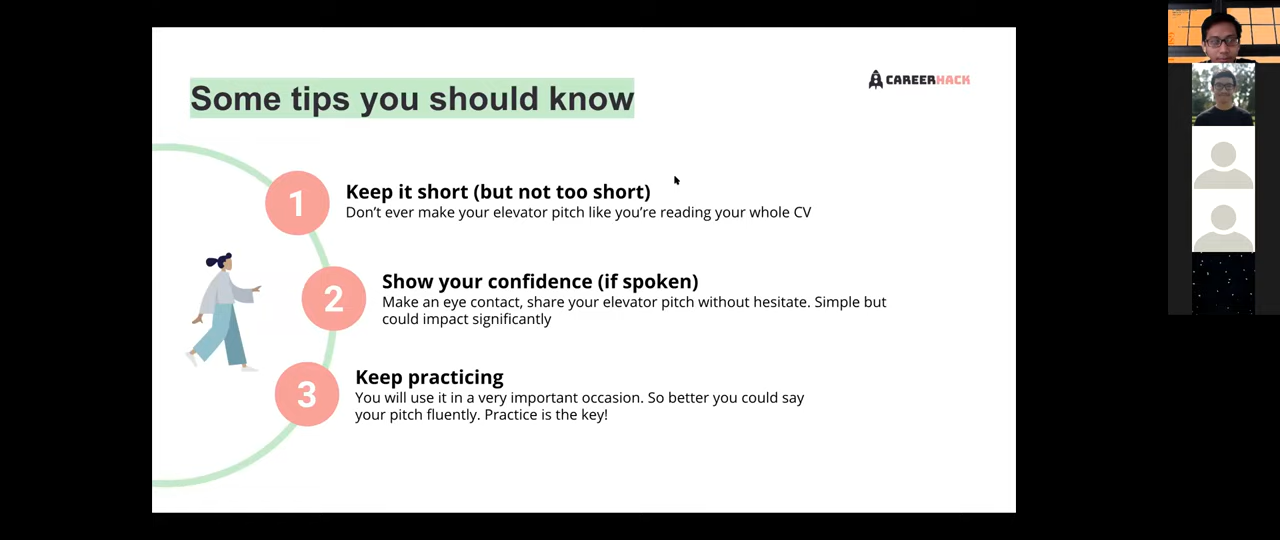 Some tips you should know
CAREERHACK
1
Keep it short (but not too short)
Don't ever make your elevator pitch like you're reading your whole CV
2
Show your confidence (if spoken)
Make an eye contact, share your elevator pitch without hesitate. Simple but
could impact significantly
3
Keep practicing
You will use it in a very important occasion. So better you could say
your pitch fluently. Practice is the key!